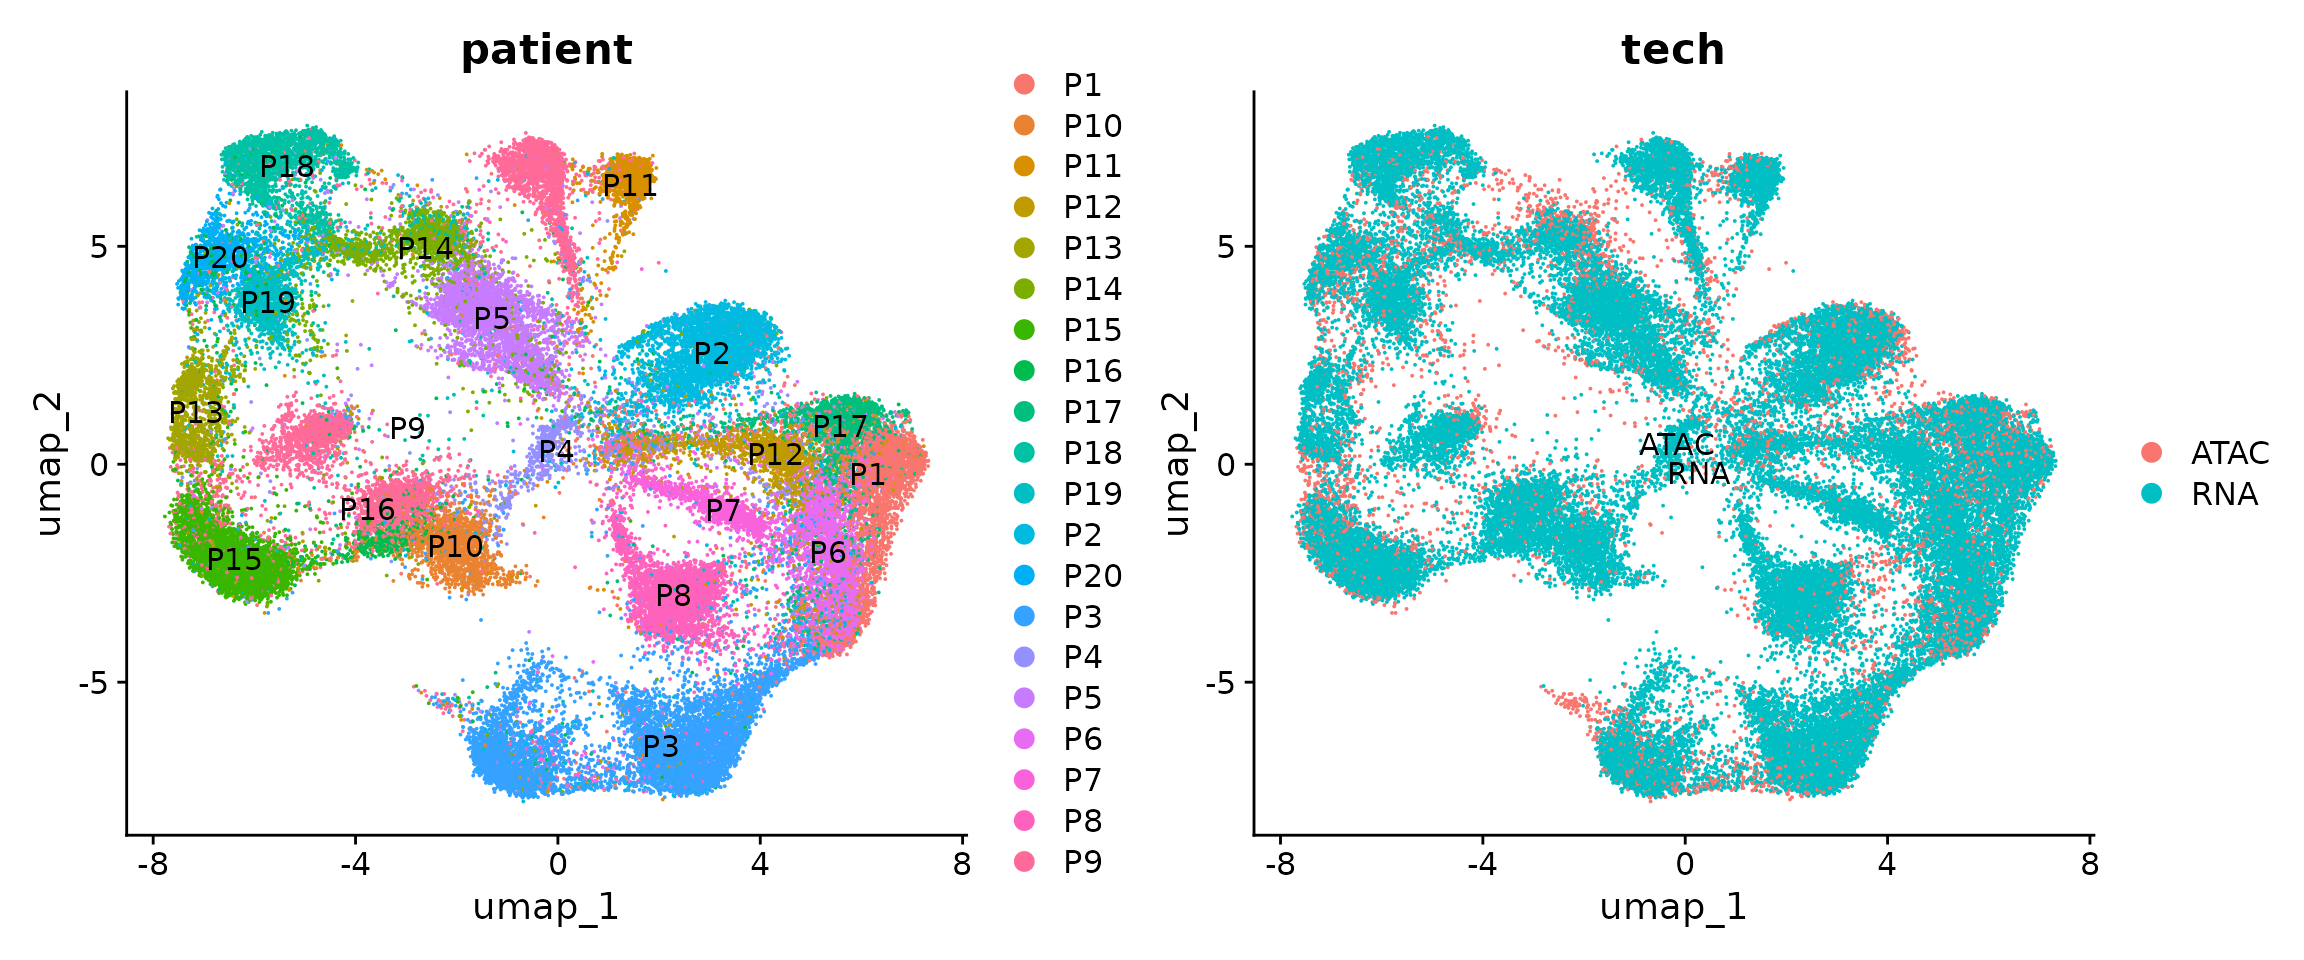 patient
umap_2
5
0
-5
-8
-4
0
4
8
umap_1
P18
P11
P14
P20
P19
P5
P2
P13
P9
P4
P17
P12
P1
P16
P7
P10
P15
P6
P8
P3
P1
P10
P11
P12
P13
P14
P15
P16
P17
P18
P19
P2
P20
P3
P4
P5
P6
P7
P8
P9
tech
umap_2
5
0
-5
-8
-4
0
4
8
umap_1
ATAC
RNA
ATAC
RNA